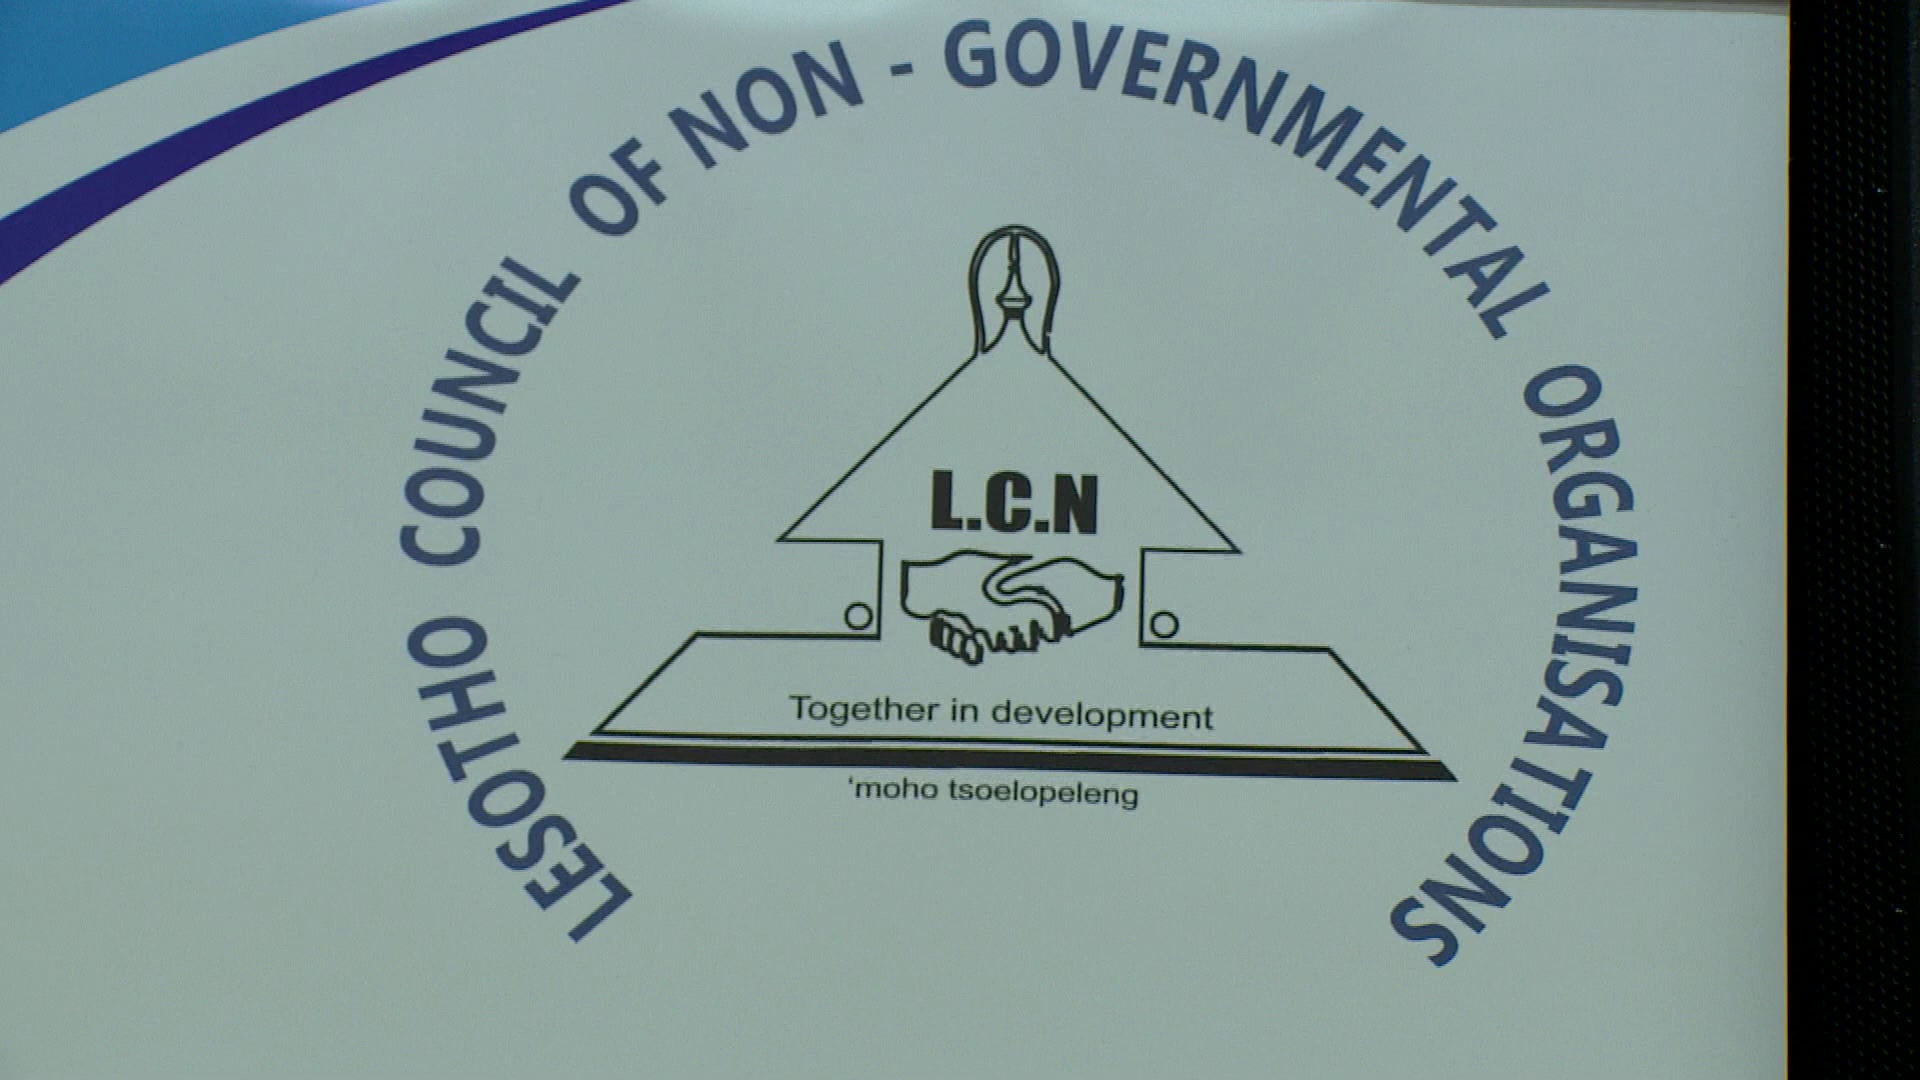 LESOTHO COUNCIL OF NON - GOVERNMENTAL ORGANISATIONS
L.C.N
Together in development
'moho tsoelopeleng